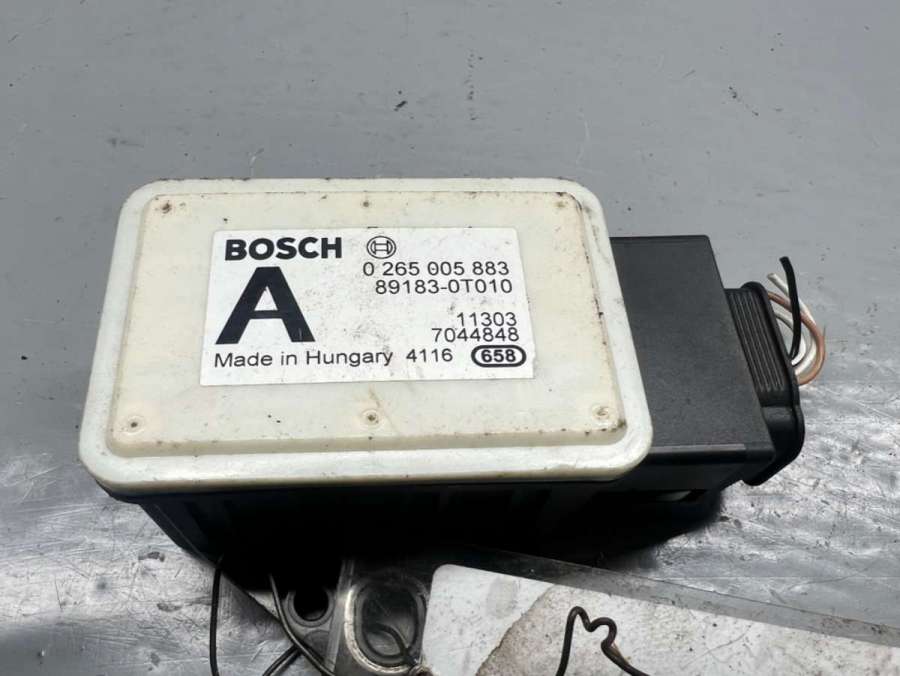 BOSCH
A
0 265 005 883
89183-0T010
11303
7044848
Made in Hungary 4116 658